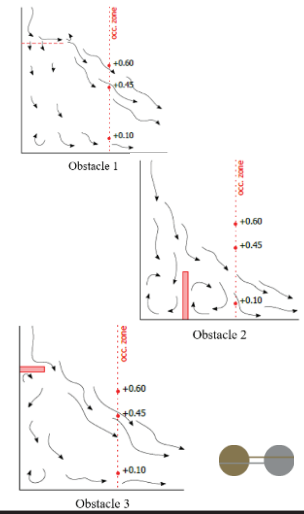 occ. zone
+0.60
+0.45
+0.10
Obstacle 1
occ. zone
+0.60
+0.45
+0.10
Obstacle 2
occ. zone
+0.60
+0.45
+0.10
Obstacle 3